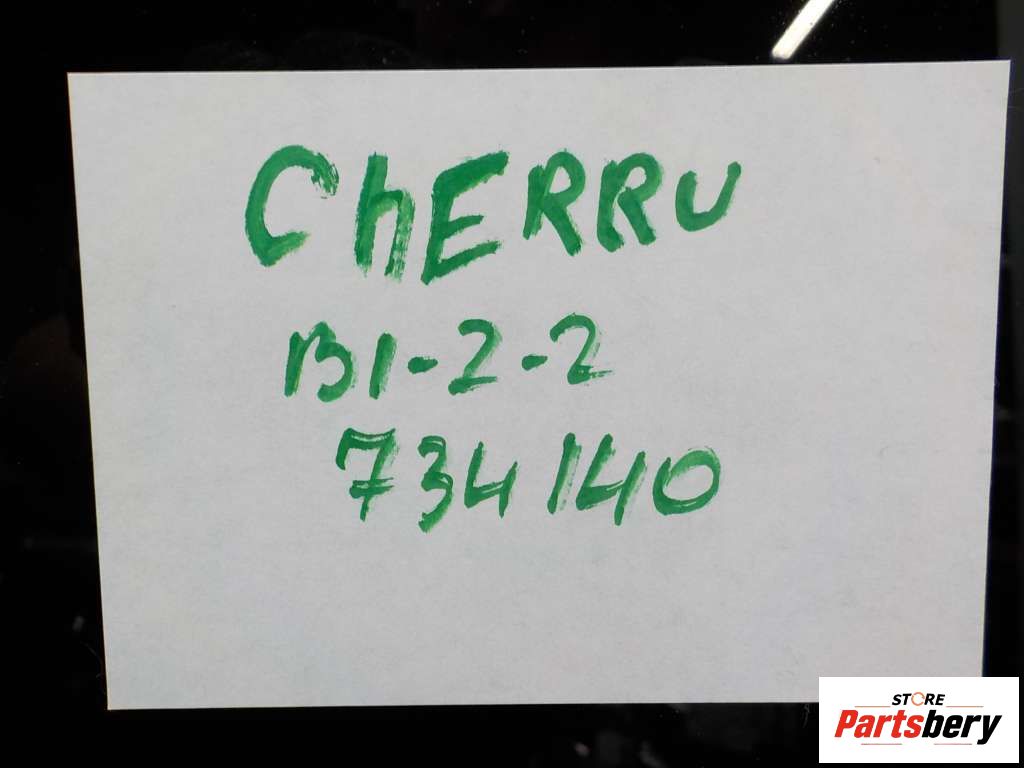 ChERRU
B1-2-2
734140
STORE
Partsbery